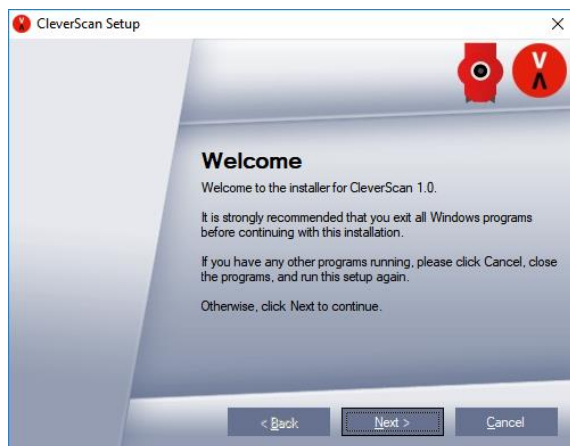 CleverScan Setup
Welcome
Welcome to the installer for CleverScan 1.0.
It is strongly recommended that you exit all Windows programs
before continuing with this installation.
If you have any other programs running, please click Cancel, close
the programs, and run this setup again.
Otherwise, click Next to continue.
< Back
Next >
Cancel